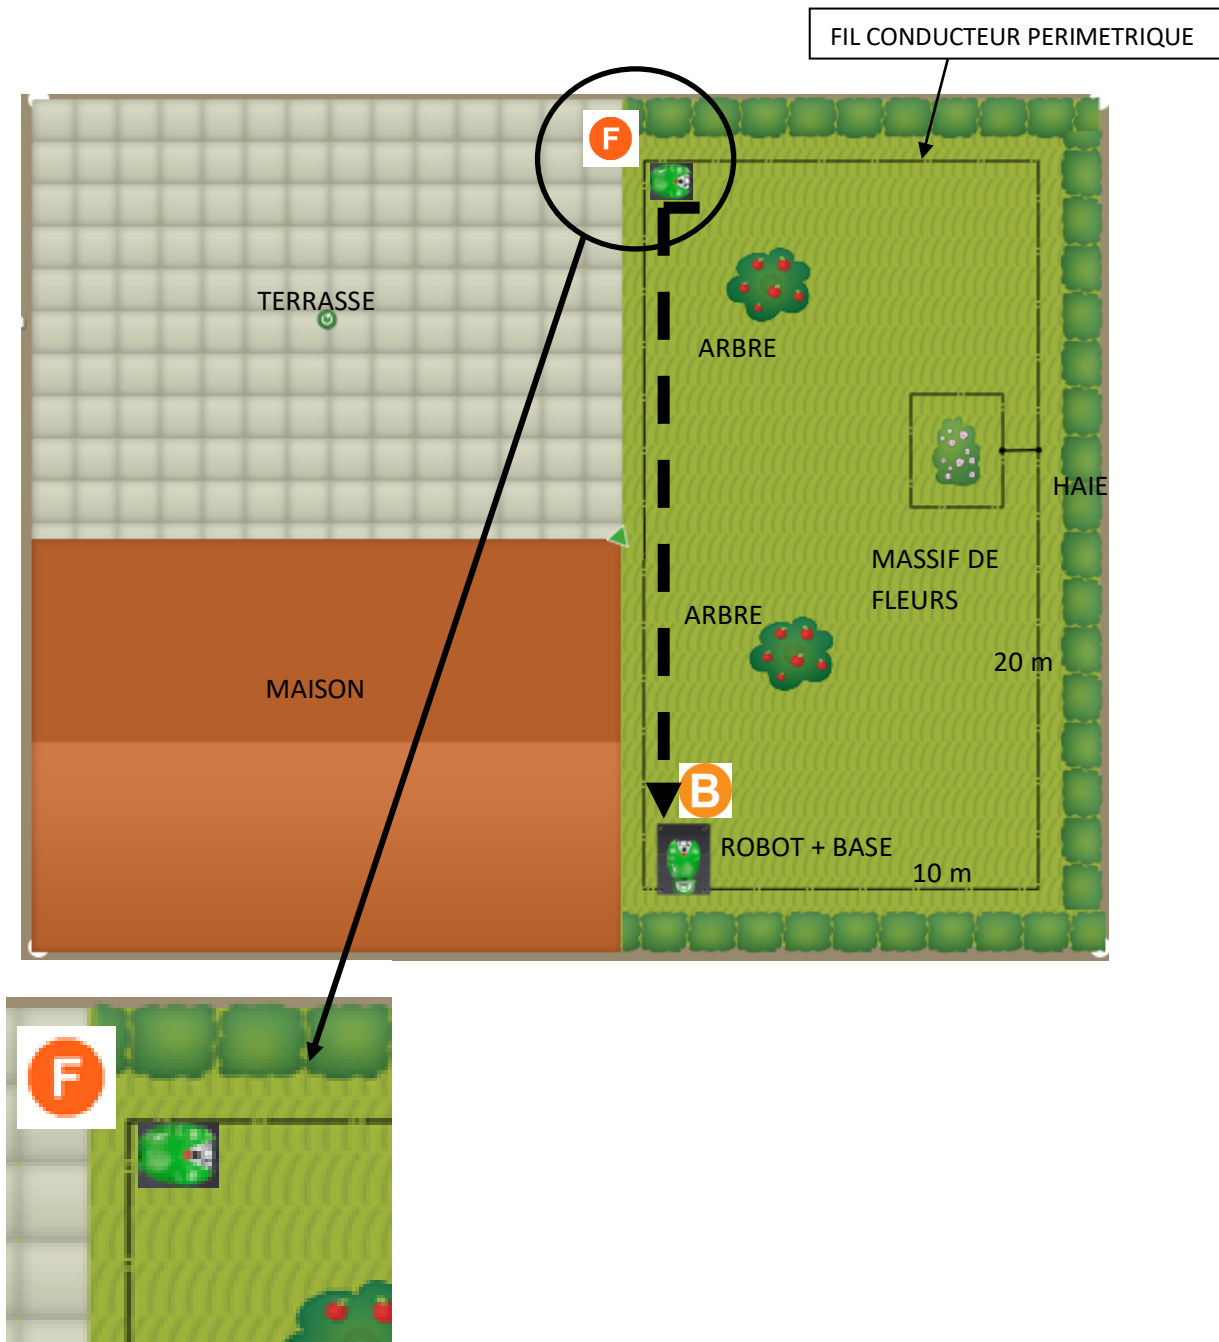 FIL CONDUCTEUR PERIMETRIQUE
F
TERRASSE
ARBRE
HAIE
MASSIF DE
FLEURS
ARBRE
20 m
MAISON
B
ROBOT + BASE
10 m
F